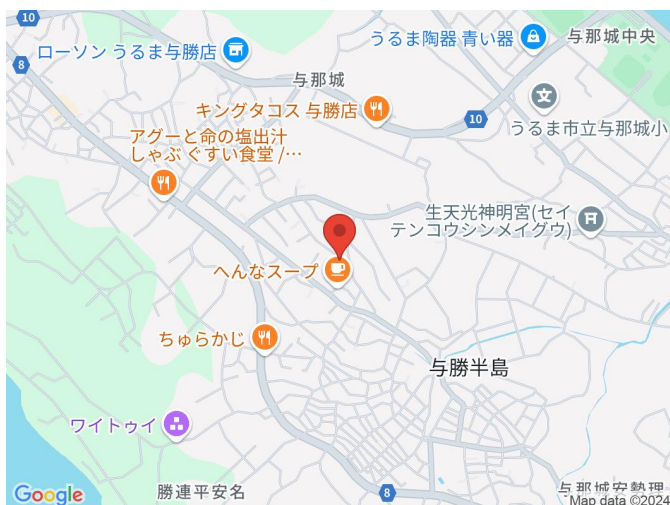 10
うるま陶器 青い器
与那城中央
ローソン うるま与勝店
8
与那城
キングタコス 与勝店
10
うるま市立与那城小
アグーと命の塩出汁
しゃぶ ぐすい食堂 /…
生天光神明宮(セイ
テンコウシンメイグウ)
へんなスープ
ちゅらかじ
与勝半島
ワイトゥイ
勝連平安名
8
与那城安勢理
Google
Map data ©2024